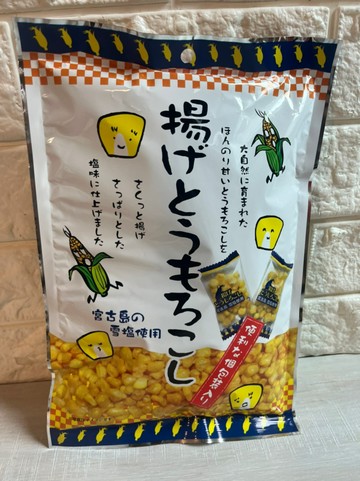 大自然に育まれた
ほんのり甘いとうもろこしを
揚げとうもろこし
さくっと揚げ
さっぱりとした
塩味に仕上げました
宮古島の
雪塩使用
便利な個包装入り